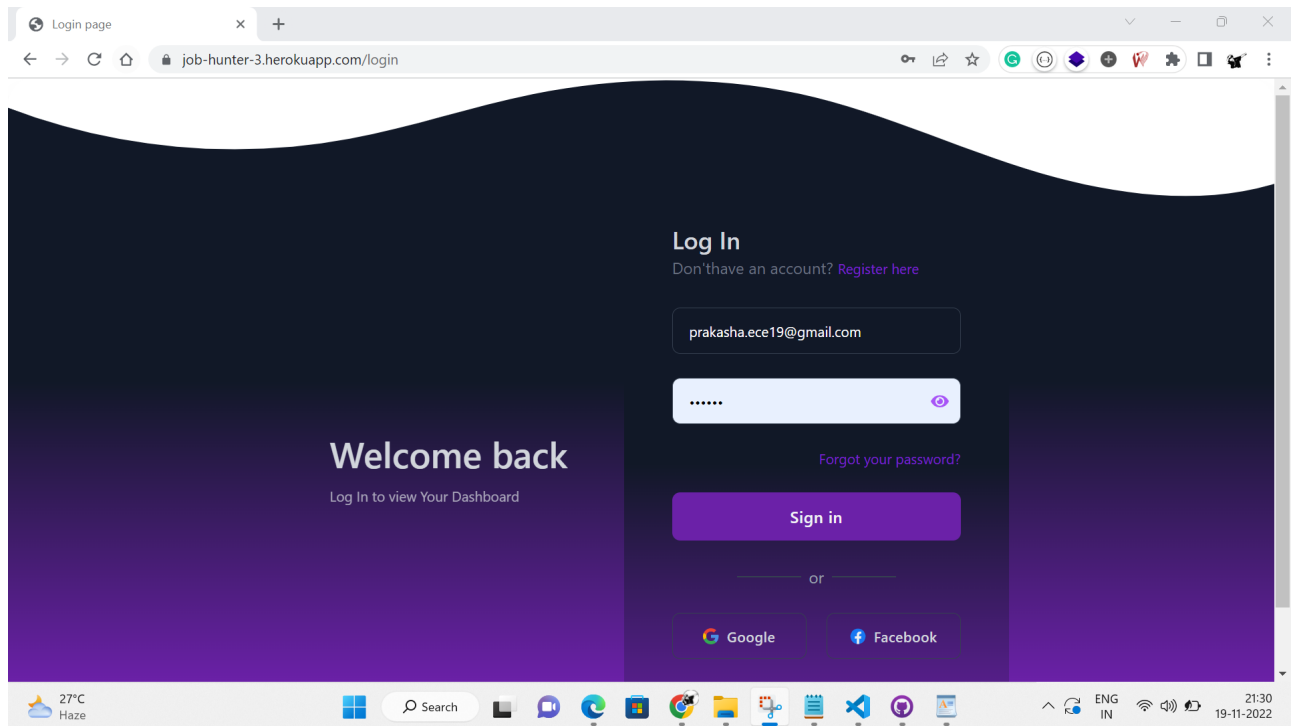 Login page
job-hunter-3.herokuapp.com/login
Log In
Don'thave an account? Register here
prakasha.ece19@gmail.com
••••••
Forgot your password?
Welcome back
Log In to view Your Dashboard
Sign in
or
Google
Facebook
27°C
Haze
Search
ENG
IN
21:30
19-11-2022